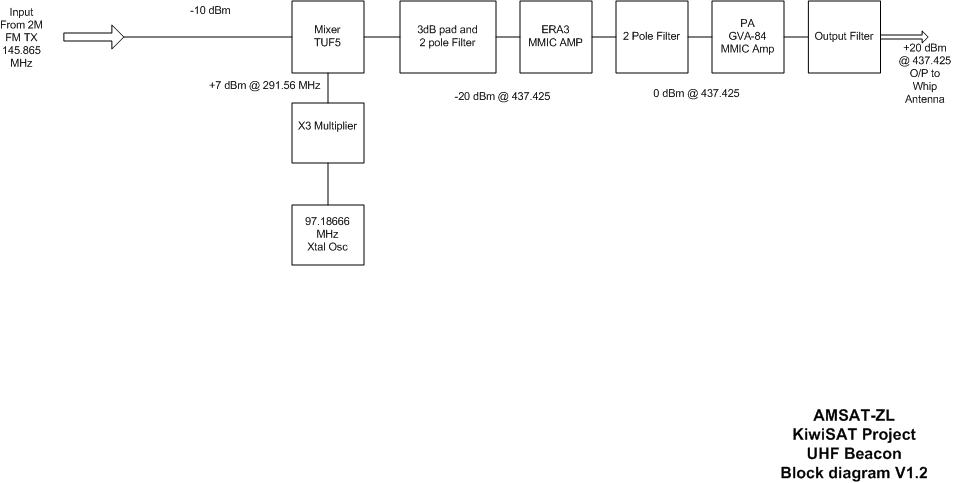 Input
From 2M
FM TX
145.865
MHz
-10 dBm
Mixer
TUF5
3dB pad and
2 pole Filter
ERA3
MMIC AMP
2 Pole Filter
PA
GVA-84
MMIC Amp
Output Filter
+20 dBm
@ 437.425
O/P to
Whip
Antenna
+7 dBm @ 291.56 MHz
-20 dBm @ 437.425
0 dBm @ 437.425
X3 Multiplier
97.18666
MHz
Xtal Osc
AMSAT-ZL
KiwiSAT Project
UHF Beacon
Block diagram V1.2